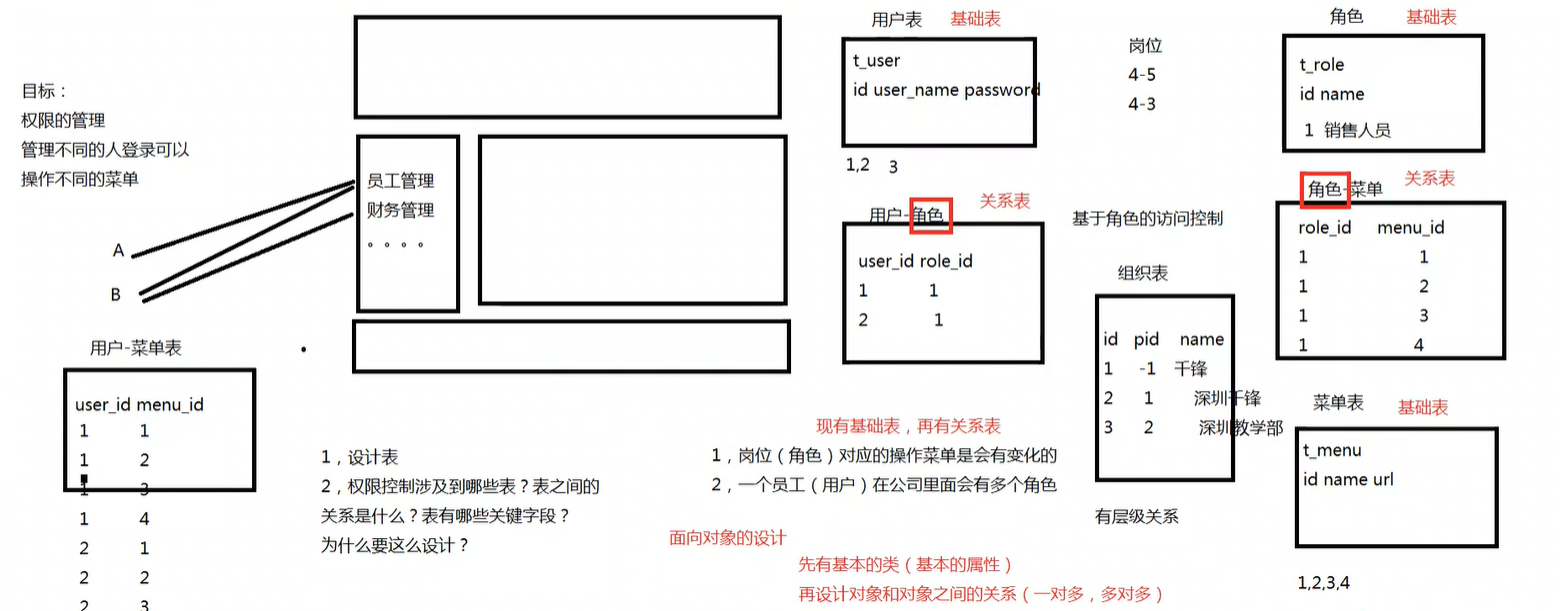 目标：
权限的管理
管理不同的人登录可以
操作不同的菜单
A
B
员工管理
财务管理
。。。。
用户-菜单表
user_id menu_id
1 1
1 2
1 3
1 4
2 1
2 2
2 3
1，设计表
2，权限控制涉及到哪些表？表之间的
关系是什么？表有哪些关键字段？
为什么要这么设计？
用户表 基础表
t_user
id user_name password
1,2 3
用户-角色 关系表
user_id role_id
1 1
2 1
岗位
4-5
4-3
基于角色的访问控制
组织表
id pid name
1 -1 千锋
2 1 深圳千锋
3 2 深圳教学部
有层级关系
现有基础表，再有关系表
1，岗位（角色）对应的操作菜单是会有变化的
2，一个员工（用户）在公司里面会有多个角色
面向对象的设计
先有基本的类（基本的属性）
再设计对象和对象之间的关系（一对多，多对多）
角色 基础表
t_role
id name
1 销售人员
角色-菜单 关系表
role_id menu_id
1 1
1 2
1 3
1 4
菜单表 基础表
t_menu
id name url
1,2,3,4